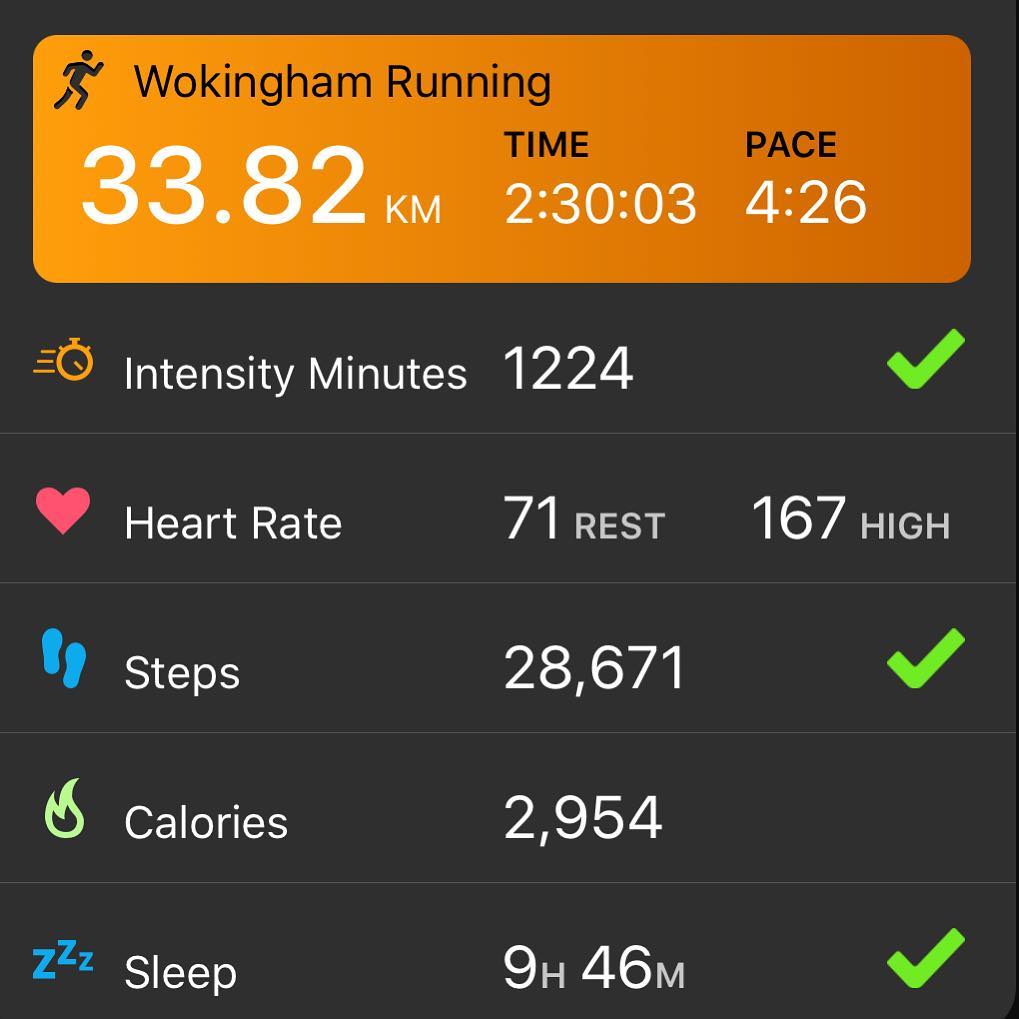 Wokingham Running
33.82 KM
TIME
2:30:03
PACE
4:26
Intensity Minutes 1224
Heart Rate 71 REST 167 HIGH
Steps 28,671
Calories 2,954
zzz Sleep 9H 46M